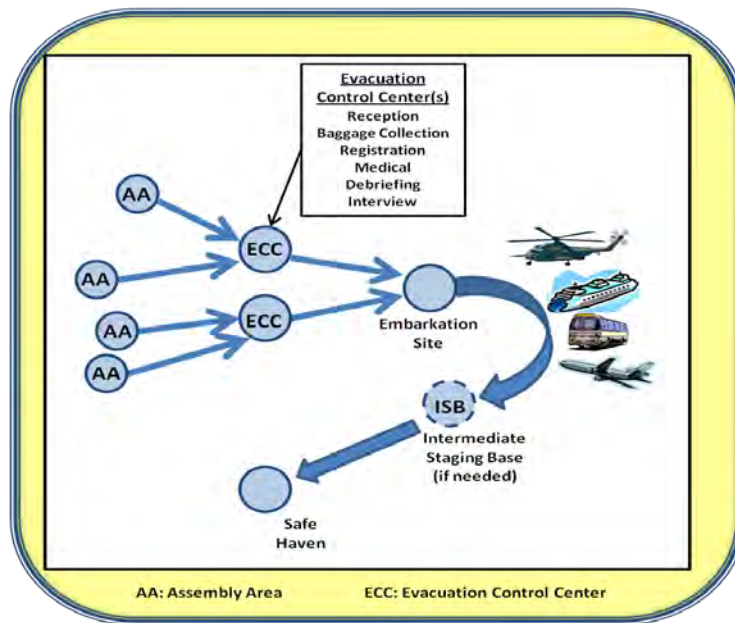 Evacuation
Control Center(s)
Reception
Baggage Collection
Registration
Medical
Debriefing
Interview
AA
ECC
AA
ECC
AA
AA
Embarkation
Site
ISB
Intermediate
Staging Base
(if needed)
Safe
Haven
AA: Assembly Area ECC: Evacuation Control Center